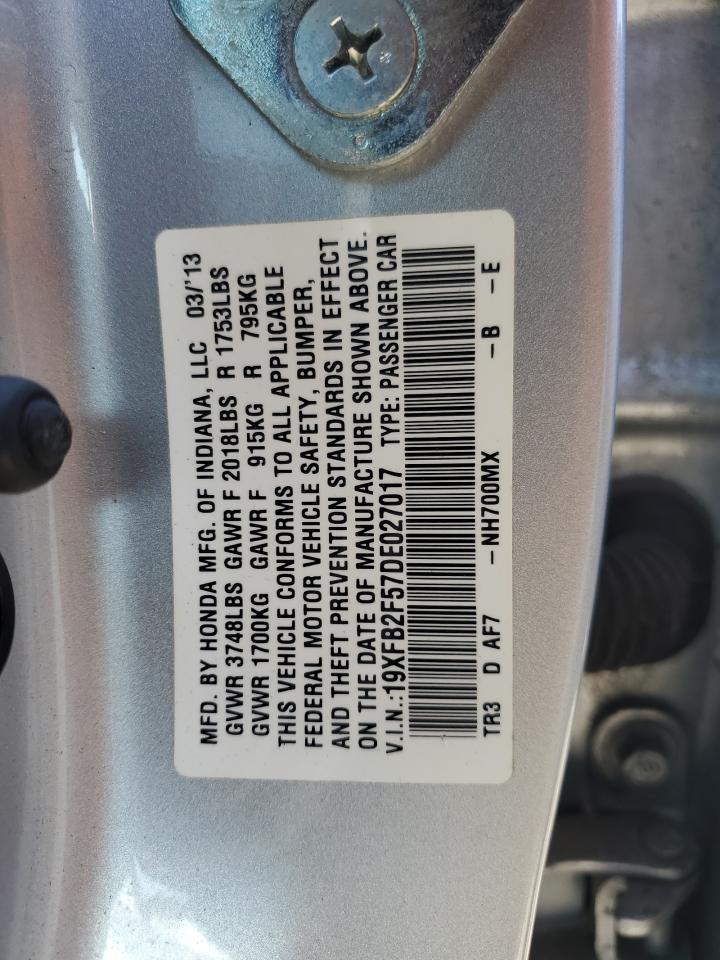 MFD. BY HONDA MFG. OF INDIANA, LLC 03/'13
GVWR 3748LBS GAWR F 2018LBS R 1753LBS
GVWR 1700KG GAWR F 915KG R 795KG
THIS VEHICLE CONFORMS TO ALL APPLICABLE
FEDERAL MOTOR VEHICLE SAFETY, BUMPER,
AND THEFT PREVENTION STANDARDS IN EFFECT
ON THE DATE OF MANUFACTURE SHOWN ABOVE.
V.I.N.:19XFB2F57DE027017 TYPE: PASSENGER CAR
TR3 D AF7 -NH700MX -B -E